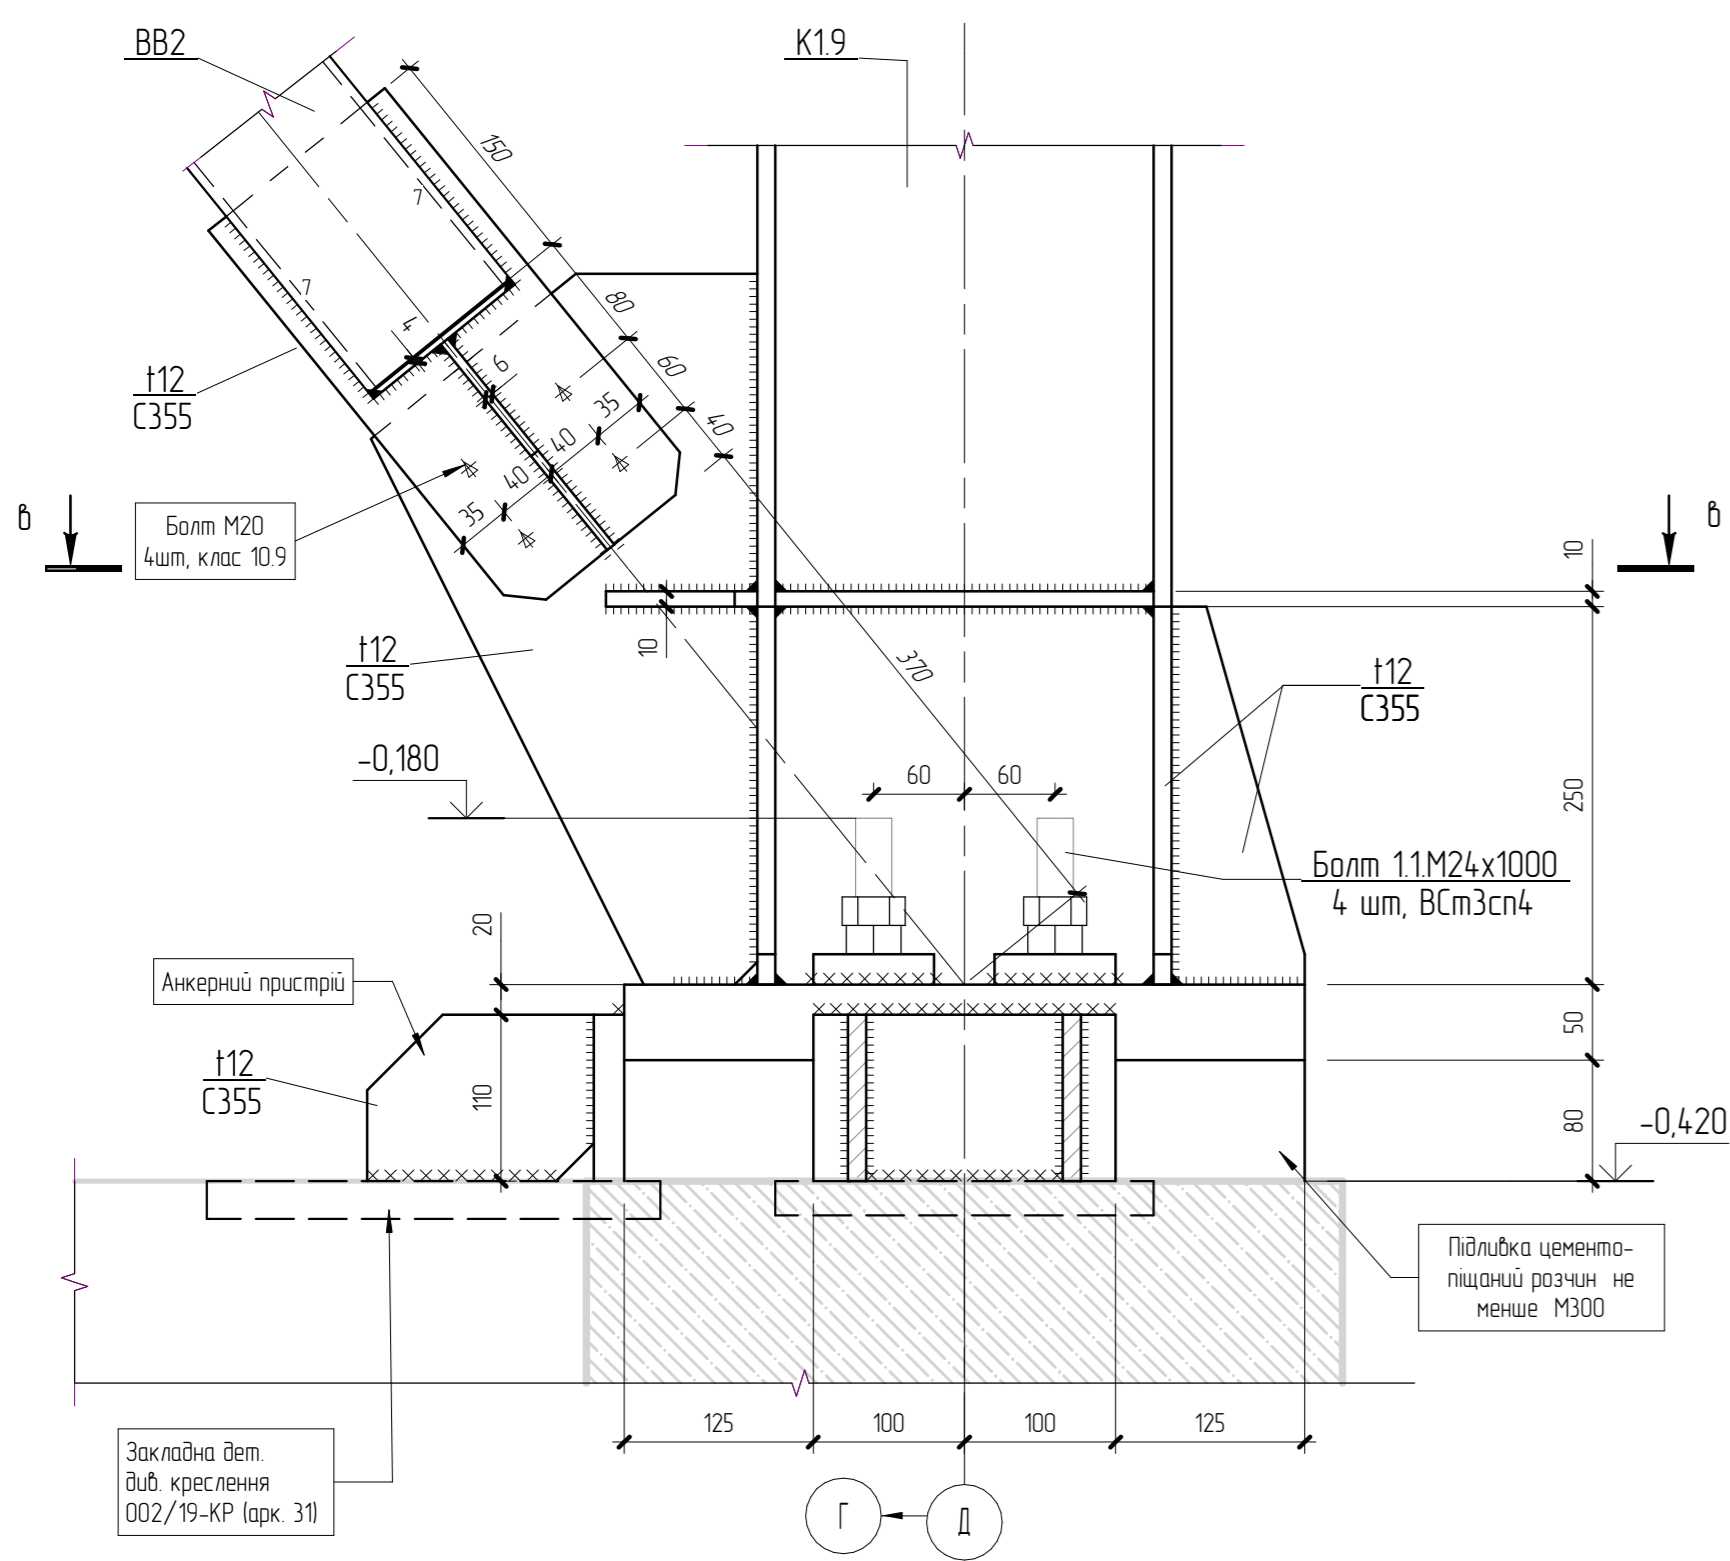 ВВ2
К1.9
150
7
80
7
4
6
60
t12
С355
35
40
40
40
35
в
в
Болт М20
4шт, клас 10.9
10
10
t12
С355
370
t12
С355
-0,180
60
60
250
Болт 1.1.М24х1000
4 шт, ВСт3сп4
20
Анкерний пристрій
50
t12
С355
110
80
-0,420
Підливка цементо-
піщаний розчин не
менше М300
125
100
100
125
Закладна дет.
див. креслення
002/19-КР (арк. 31)
Г
Д